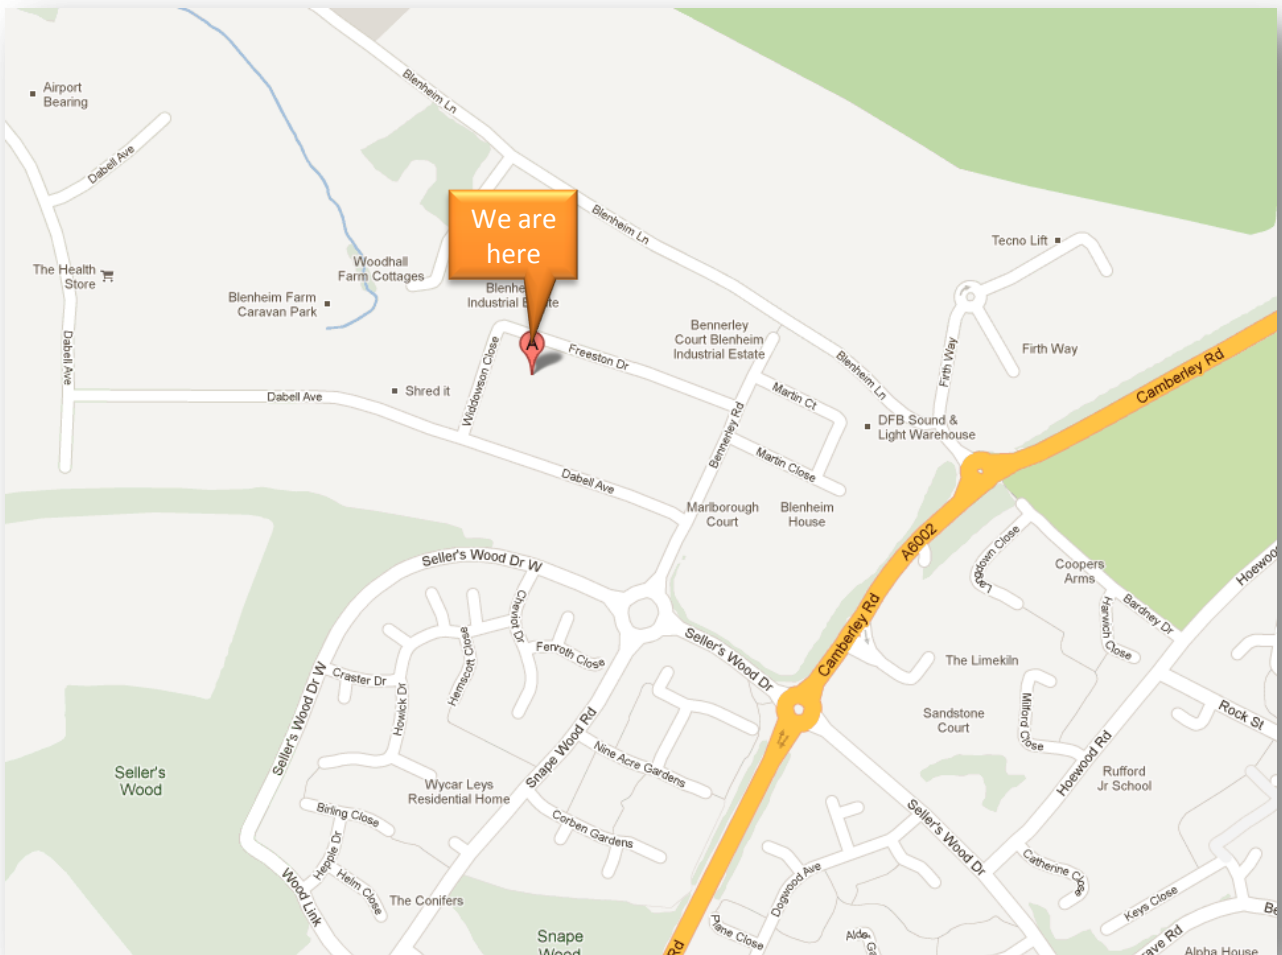 Blenheim Ln
Airport
Bearing
Dabell Ave
We are
here
Blenheim Ln
Tecno Lift
Woodhall
Farm Cottages
The Health
Store
Blenheim Farm
Caravan Park
Industrial
Bennerley
Court Blenheim
Industrial Estate
A
Freeston Dr
Widdowson Close
Dabell Ave
Firth Way
Firth Way
Camberley Rd
Blenheim Ln
Shred it
Dabell Ave
Martin Ct
DFB Sound &
Light Warehouse
Bennerley Rd
Martin Close
Dabell Ave
Marlborough
Court
Blenheim
House
A6002
Seller's Wood Dr W
Langdown Close
Coopers
Arms
Bardney Dr
Harwich Close
Cheviot Dr
Camberley Rd
Hemscott Close
Seller's Wood Dr
The Limekiln
Craster Dr
Howick Dr
Seller's Wood Dr W
Sandstone
Court
Milford Close
Rock St
Snape Wood Rd
Nine Acre Gardens
Hoewood Rd
Seller's
Wood
Wycar Leys
Residential Home
Rufford
Jr School
Birling Close
Corben Gardens
Seller's Wood Dr
Hepple Dr
Helm Close
Wood Link
Dogwood Ave
Catherine Close
Keys Close
The Conifers
Plane Close
Snape
Wood
Rd
Alpha House